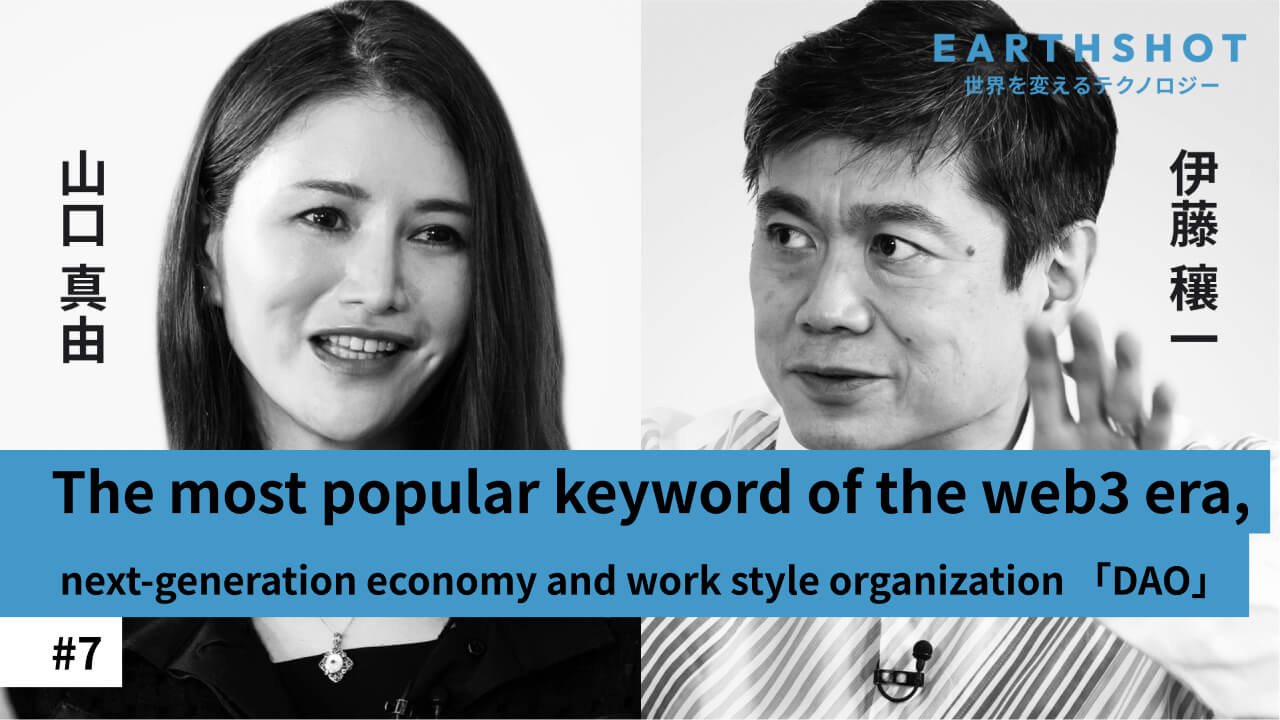 EARTHSHOT
世界を変えるテクノロジー
山口 真由
伊藤 穰一
The most popular keyword of the web3 era,
next-generation economy and work style organization 「DAO」
#7